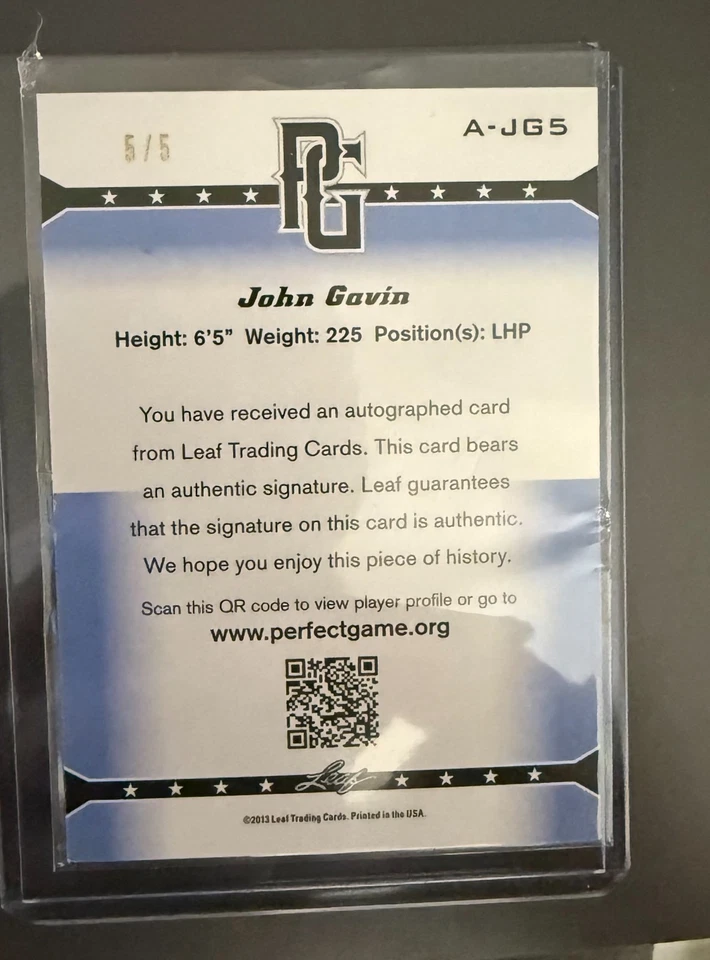 5/5
A-JG5
PG
John Gavin
Height: 6'5" Weight: 225 Position(s): LHP
You have received an autographed card
from Leaf Trading Cards. This card bears
an authentic signature. Leaf guarantees
that the signature on this card is authentic.
We hope you enjoy this piece of history.
Scan this QR code to view player profile or go to
www.perfectgame.org
Leaf
©2013 Leaf Trading Cards. Printed in the USA.